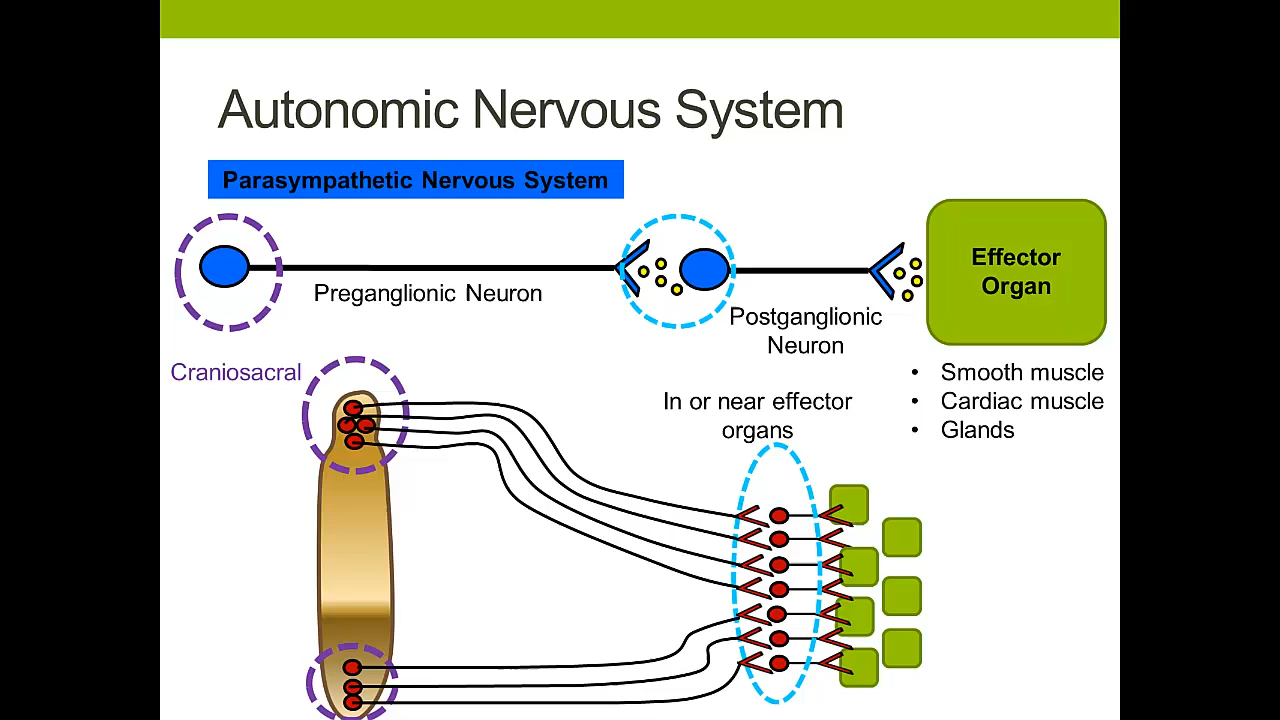 Autonomic Nervous System
Parasympathetic Nervous System
Effector
Organ
Preganglionic Neuron
Postganglionic
Neuron
Craniosacral
In or near effector
organs
• Smooth muscle
• Cardiac muscle
• Glands